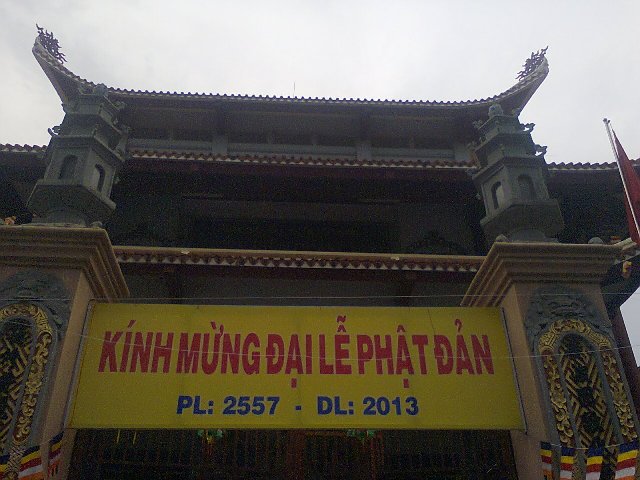 KÍNH MỪNG ĐẠI LỄ PHẬT ĐẢN
PL: 2557 - DL: 2013